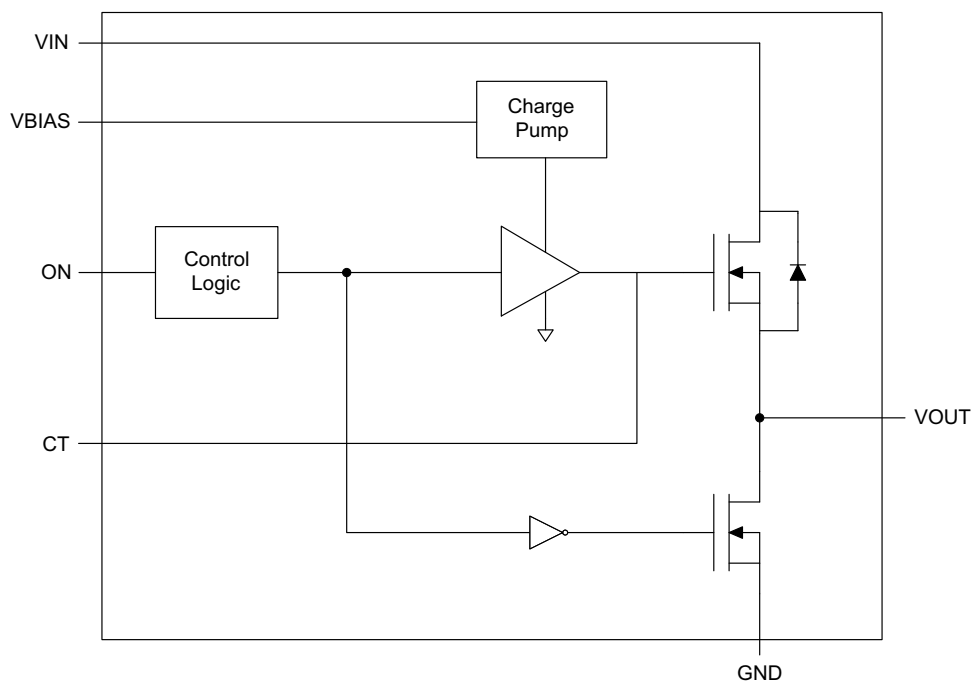 VIN
Charge
Pump
VBIAS
Control
Logic
ON
VOUT
CT
GND